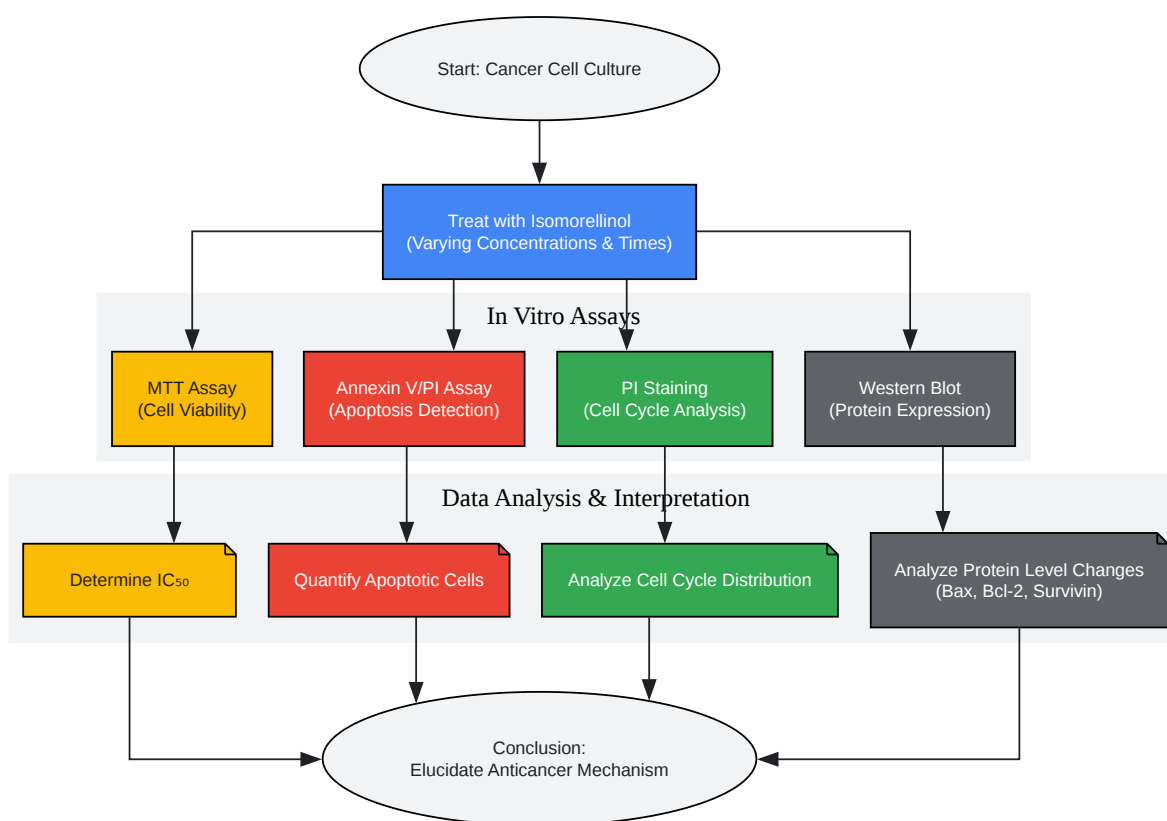 Start: Cancer Cell Culture
Treat with Isomorellinol
(Varying Concentrations & Times)
In Vitro Assays
MTT Assay
(Cell Viability)
Annexin V/PI Assay
(Apoptosis Detection)
PI Staining
(Cell Cycle Analysis)
Western Blot
(Protein Expression)
Data Analysis & Interpretation
Determine IC₅₀
Quantify Apoptotic Cells
Analyze Cell Cycle Distribution
Analyze Protein Level Changes
(Bax, Bcl-2, Survivin)
Conclusion:
Elucidate Anticancer Mechanism